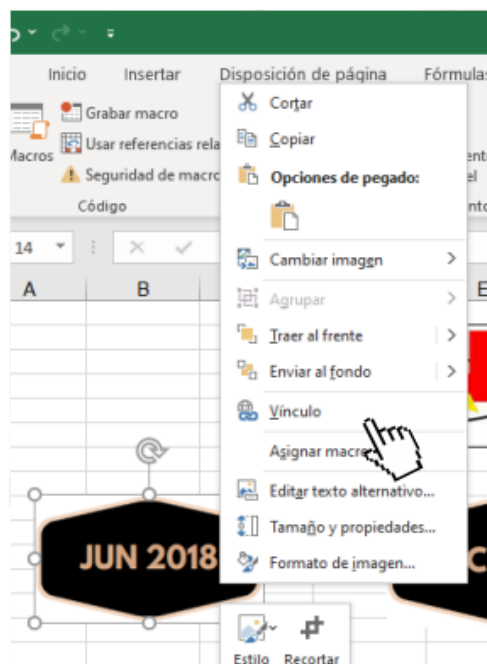 Inicio Insertar Disposición de página Fórmulas
Grabar macro
Usar referencias rela
Macros
Seguridad de macro
Código
14
A B E
Cortar
Copiar
Opciones de pegado:
Cambiar imagen
Agrupar
Traer al frente
Enviar al fondo
Vínculo
Asignar macro
Editar texto alternativo...
Tamaño y propiedades...
Formato de imagen...
JUN 2018
Estilo Recortar